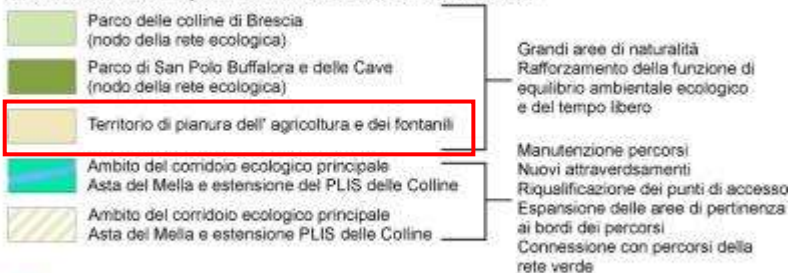 Parco delle colline di Brescia
(nodo della rete ecologica)
Parco di San Polo Buffalora e delle Cave
(nodo della rete ecologica)
Territorio di pianura dell' agricoltura e dei fontanili
Ambito del corridoio ecologico principale
Asta del Mella e estensione del PLIS delle Colline
Ambito del corridoio ecologico principale
Asta del Mella e estensione PLIS delle Colline
Grandi aree di naturalità
Rafforzamento della funzione di
equilibrio ambientale ecologico
e del tempo libero
Manutenzione percorsi
Nuovi attraverdsamenti
Riqualificazione dei punti di accesso
Espansione delle aree di pertinenza
ai bordi dei percorsi
Connessione con percorsi della
rete verde